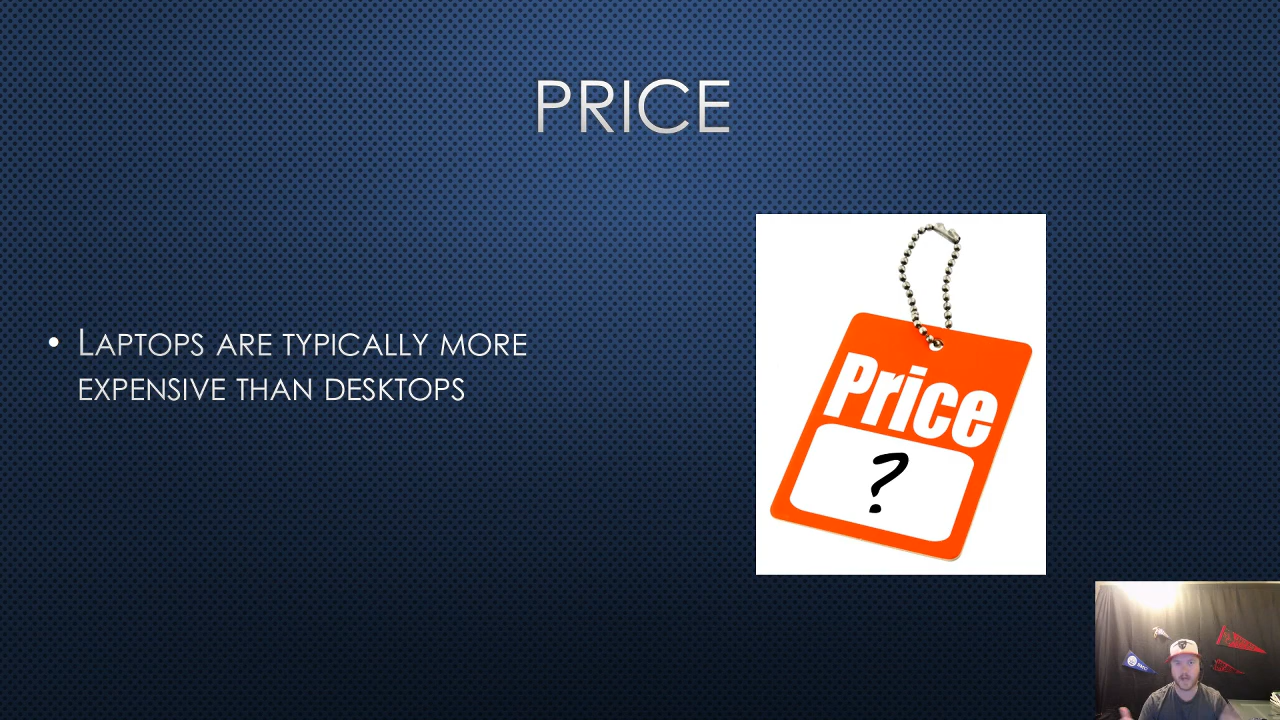 PRICE
• LAPTOPS ARE TYPICALLY MORE
EXPENSIVE THAN DESKTOPS
Price
?